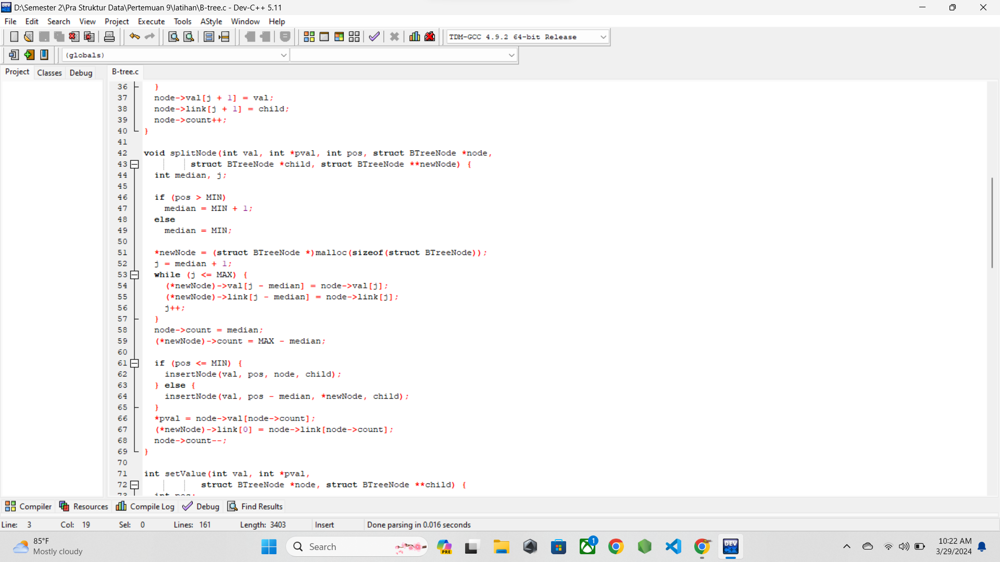 D:\Semester 2\Pra Struktur Data\Pertemuan 9\latihan\B-tree.c - Dev-C++ 5.11
File Edit Search View Project Execute Tools AStyle Window Help
TDM-GCC 4.9.2 64-bit Release
(globals)
Project Classes Debug B-tree.c
36 }
37 node->val[j + 1] = val;
38 node->link[j + 1] = child;
39 node->count++;
40 }
41
42 void splitNode(int val, int *pval, int pos, struct BTreeNode *node,
43 struct BTreeNode *child, struct BTreeNode **newNode) {
44 int median, j;
45
46 if (pos > MIN)
47 median = MIN + 1;
48 else
49 median = MIN;
50
51 *newNode = (struct BTreeNode *)malloc(sizeof(struct BTreeNode));
52 j = median + 1;
53 while (j <= MAX) {
54 (*newNode)->val[j - median] = node->val[j];
55 (*newNode)->link[j - median] = node->link[j];
56 j++;
57 }
58 node->count = median;
59 (*newNode)->count = MAX - median;
60
61 if (pos <= MIN) {
62 insertNode(val, pos, node, child);
63 } else {
64 insertNode(val, pos - median, *newNode, child);
65 }
66 *pval = node->val[node->count];
67 (*newNode)->link[0] = node->link[node->count];
68 node->count--;
69 }
70
71 int setValue(int val, int *pval,
72 struct BTreeNode *node, struct BTreeNode **child) {
73 int pos;
Compiler Resources Compile Log Debug Find Results
Line: 3 Col: 19 Sel: 0 Lines: 161 Length: 3403 Insert Done parsing in 0.016 seconds
85°F
Mostly cloudy
Search
PRE
1
DEV
C++
10:22 AM
3/29/2024